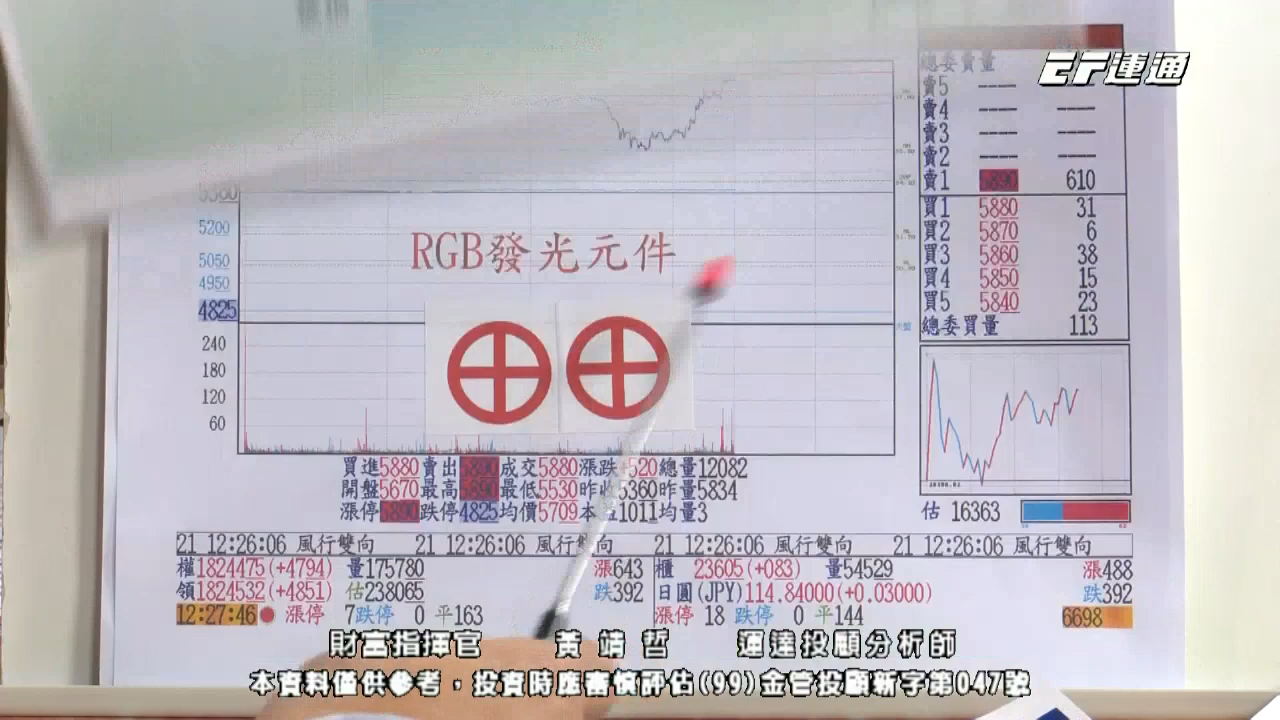 EF運通
總委賣量
賣5 ---- 
賣4 ---- ----
賣3 ---- ----
賣2 ---- ----
賣1 5890 610
買1 5880 31
買2 5870 6
買3 5860 38
買4 5850 15
買5 5840 23
總委買量 113
5200
5050
4950
4825
RGB發光元件
240
180
120
60
買進5880賣出5890成交5880漲跌 520總量12082
開盤5670最高5890最低5530昨收5360昨量5834
漲停5890跌停4825均價5709本 1011均量3
估 16363
21 12:26:06 風行雙向 21 12:26:06 風行雙向 21 12:26:06 風行雙向 21 12:26:06 風行雙向
權1824475(+4794) 量175780 漲643 櫃 23605(+083) 量54529 漲488
領1824532(+4851) 估238065 跌392 日圓(JPY)114.84000(+0.03000) 跌392
12:27:46 漲停 7跌停 0 平163 漲停 18 跌停 0 平144 6698
財富指揮官 黃靖哲 運達投顧分析師
本資料僅供參考，投資時應審慎評估(99)金管投顧新字第047號